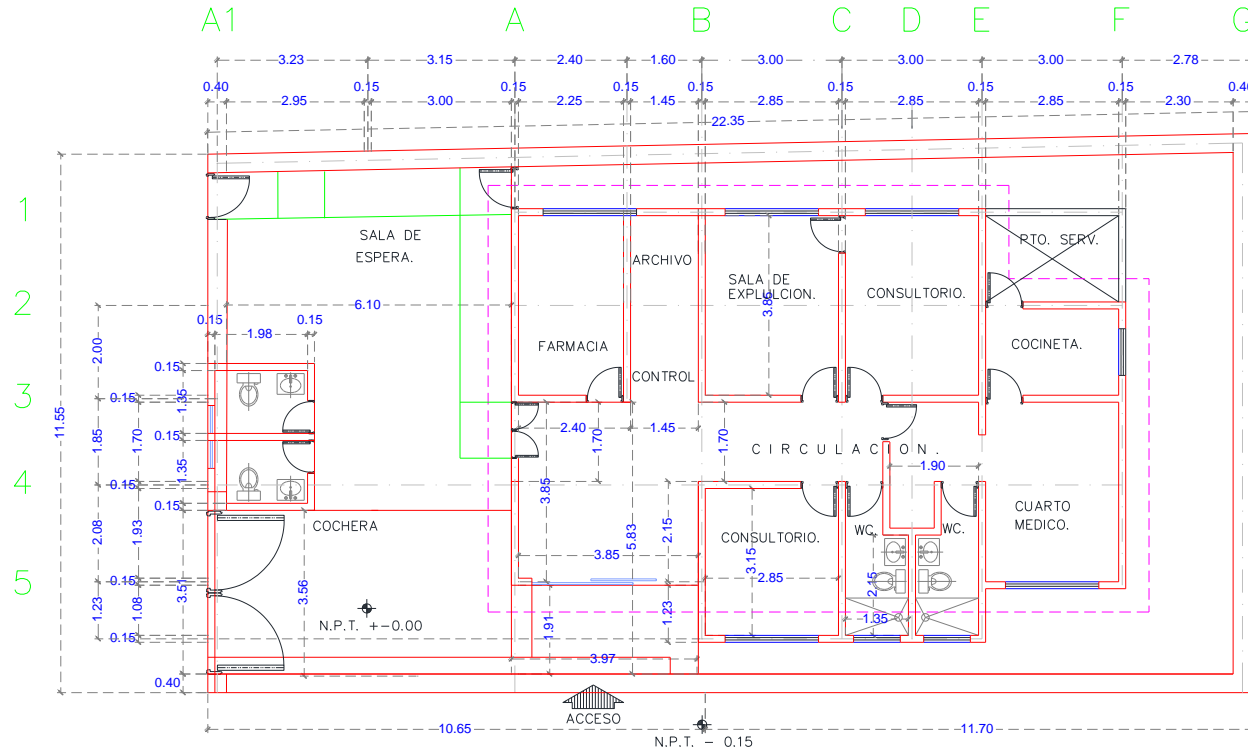 A1 A B C D E F G
3.23 3.15 2.40 1.60 3.00 3.00 3.00 2.78
0.40 0.15 0.15 0.15 0.15 0.15 0.15 0.15 0.40
2.95 3.00 2.25 1.45 2.85 2.85 2.85 2.30
22.35
1
SALA DE
ESPERA.
PTO. SERV.
ARCHIVO
SALA DE
EXPLULCION.
3.85
CONSULTORIO.
2
6.10
0.15 0.15
1.98
2.00
COCINETA.
FARMACIA
0.15
CONTROL
3
0.15
1.35
11.55
1.85
1.70
0.15
2.40 1.45
1.70
1.70
CIRCULACION.
1.90
1.35
4
0.15
0.15
0.15
3.85
5.83
2.15
CUARTO
MEDICO.
COCHERA
WC.
WC.
CONSULTORIO.
3.15
2.08
1.93
3.51
3.85
2.85
2.15
5
0.15
3.56
1.23
1.08
1.91
1.23
1.35
N.P.T. +-0.00
0.15
3.97
0.40
ACCESO
10.65
11.70
N.P.T. - 0.15